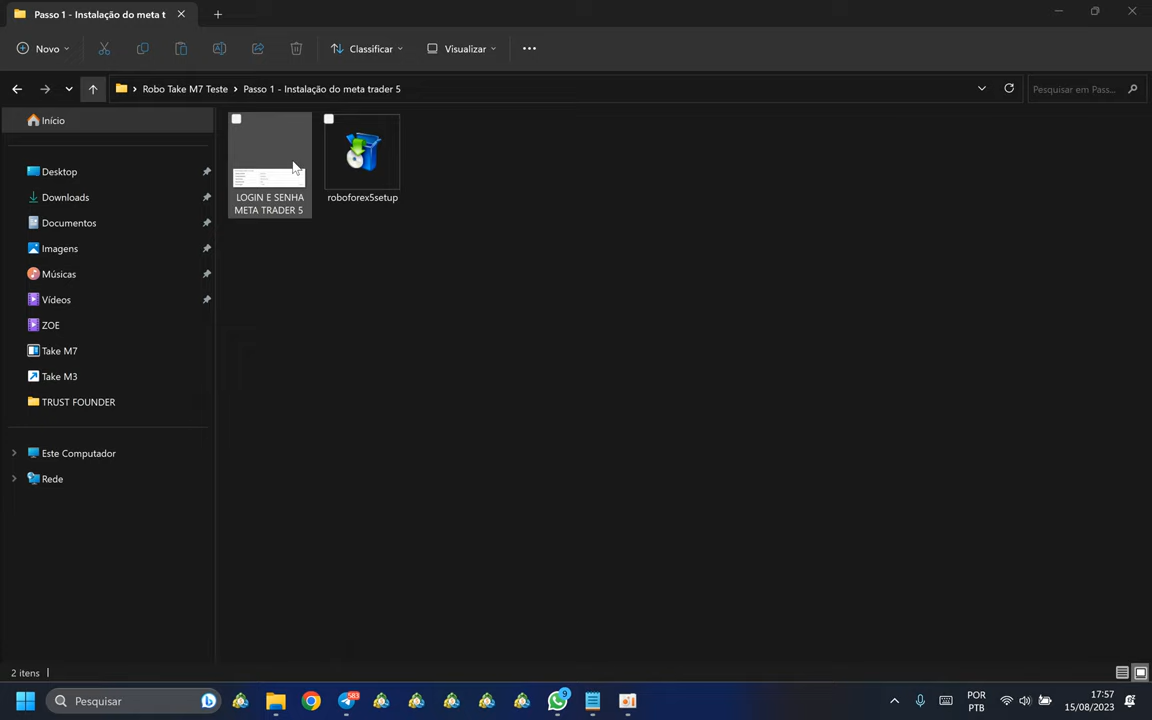 Passo 1 - Instalação do meta t
Novo
Classificar
Visualizar
Robo Take M7 Teste
Passo 1 - Instalação do meta trader 5
Pesquisar em Pass...
Início
Desktop
Downloads
Documentos
Imagens
Músicas
Vídeos
ZOE
Take M7
Take M3
TRUST FOUNDER
Este Computador
Rede
LOGIN E SENHA
META TRADER 5
roboforex5setup
2 itens
Pesquisar
583
9
POR
PTB
17:57
15/08/2023